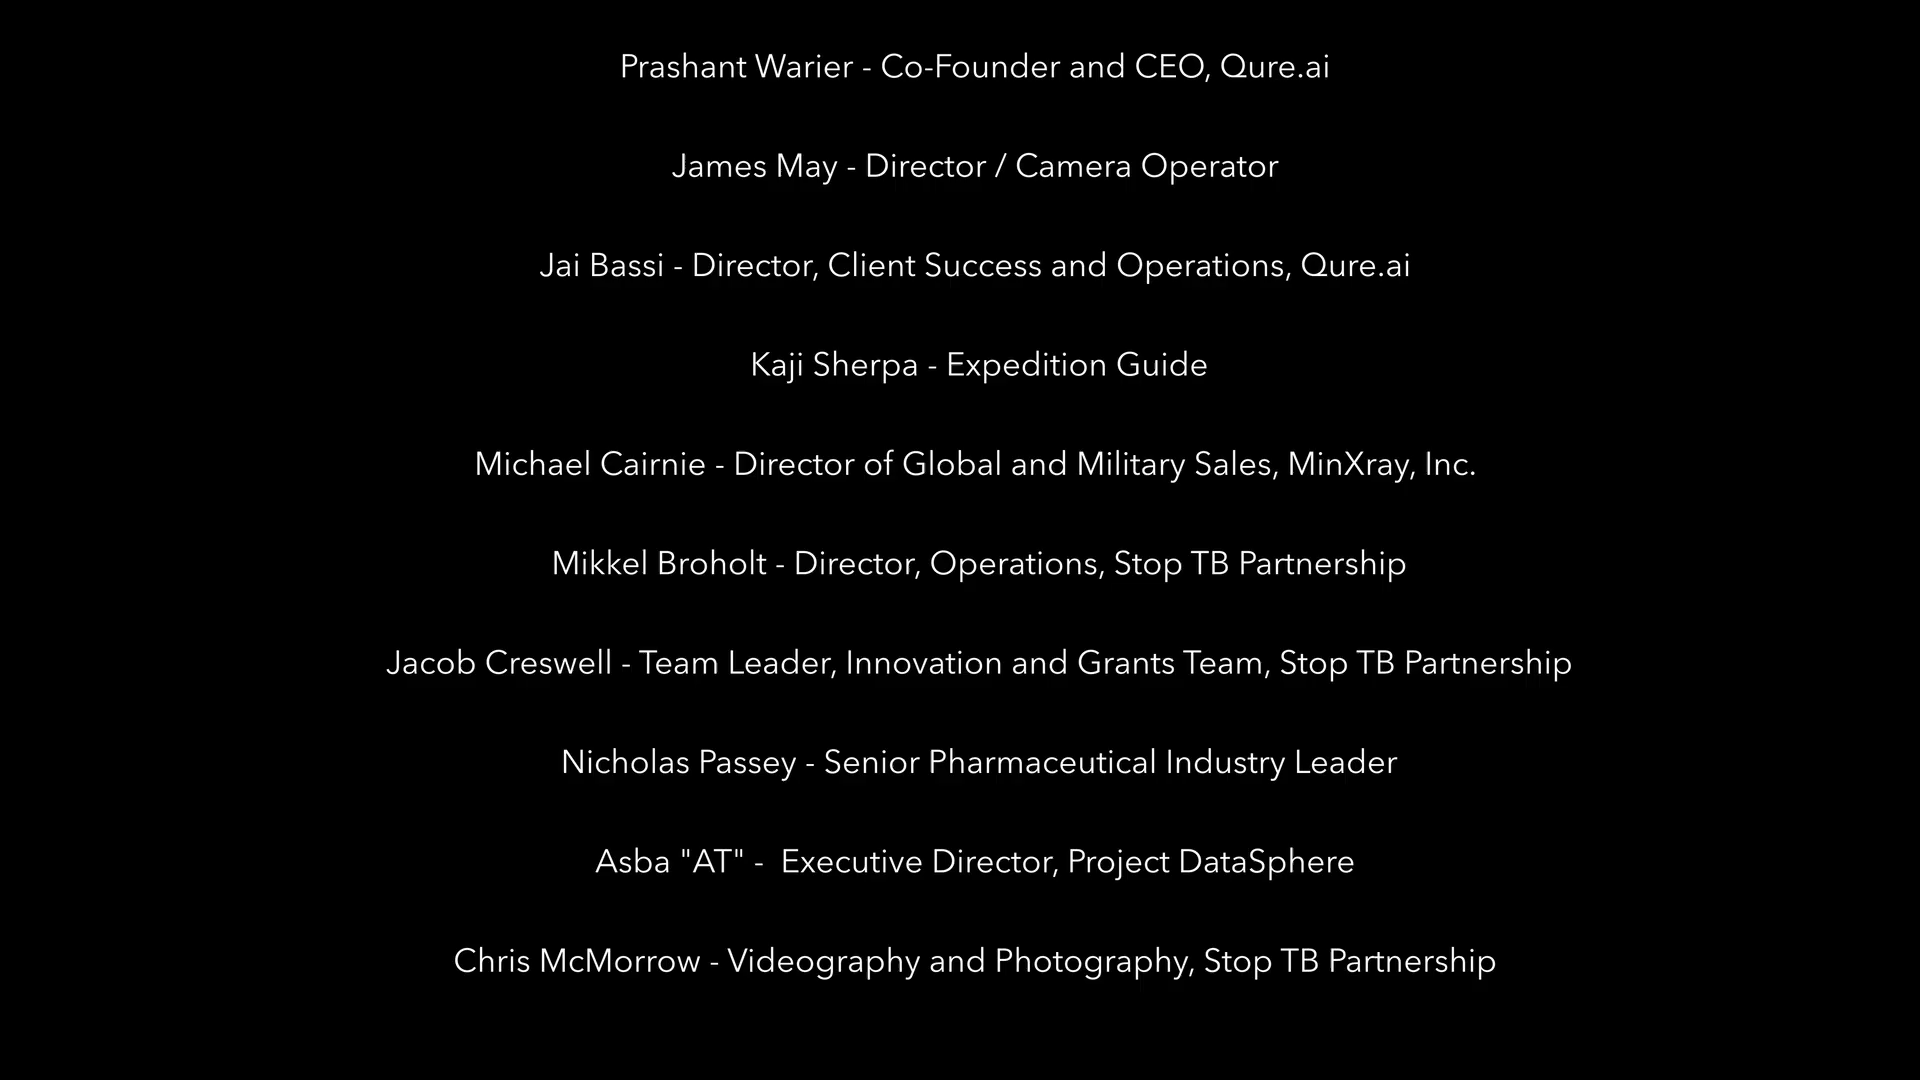 Prashant Warier - Co-Founder and CEO, Qure.ai
James May - Director / Camera Operator
Jai Bassi - Director, Client Success and Operations, Qure.ai
Kaji Sherpa - Expedition Guide
Michael Cairnie - Director of Global and Military Sales, MinXray, Inc.
Mikkel Broholt - Director, Operations, Stop TB Partnership
Jacob Creswell - Team Leader, Innovation and Grants Team, Stop TB Partnership
Nicholas Passey - Senior Pharmaceutical Industry Leader
Asba "AT" -  Executive Director, Project DataSphere
Chris McMorrow - Videography and Photography, Stop TB Partnership